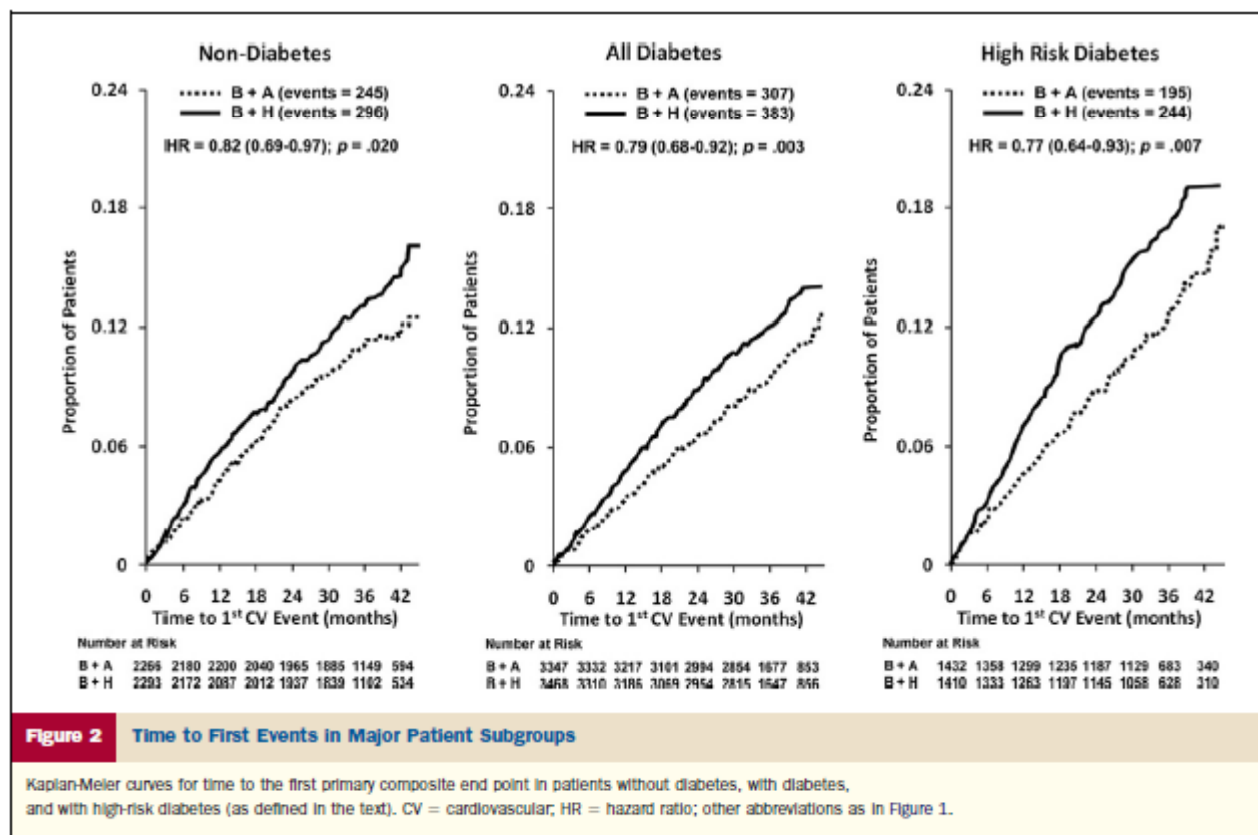 Non-Diabetes
0.24
B + A (events = 245)
B + H (events = 296)
HR = 0.82 (0.69-0.97); p = .020
0.18
0.12
0.06
0
Proportion of Patients
0 6 12 18 24 30 36 42
Time to 1st CV Event (months)
Number at Risk
B + A 2266 2180 2200 2040 1965 1885 1149 594
B + H 2293 2172 2087 2012 1937 1839 1102 534
All Diabetes
0.24
B + A (events = 307)
B + H (events = 383)
HR = 0.79 (0.68-0.92); p = .003
0.18
0.12
0.06
0
Proportion of Patients
0 6 12 18 24 30 36 42
Time to 1st CV Event (months)
Number at Risk
B + A 3347 3332 3217 3101 2994 2854 1677 853
B + H 3468 3310 3186 3069 2954 2815 1647 856
High Risk Diabetes
0.24
B + A (events = 195)
B + H (events = 244)
HR = 0.77 (0.64-0.93); p = .007
0.18
0.12
0.06
0
Proportion of Patients
0 6 12 18 24 30 36 42
Time to 1st CV Event (months)
Number at Risk
B + A 1432 1358 1299 1235 1187 1129 683 340
B + H 1410 1333 1263 1197 1145 1058 628 310
Figure 2 Time to First Events in Major Patient Subgroups
Kaplan-Meier curves for time to the first primary composite end point in patients without diabetes, with diabetes,
and with high-risk diabetes (as defined in the text). CV = cardiovascular; HR = hazard ratio; other abbreviations as in Figure 1.